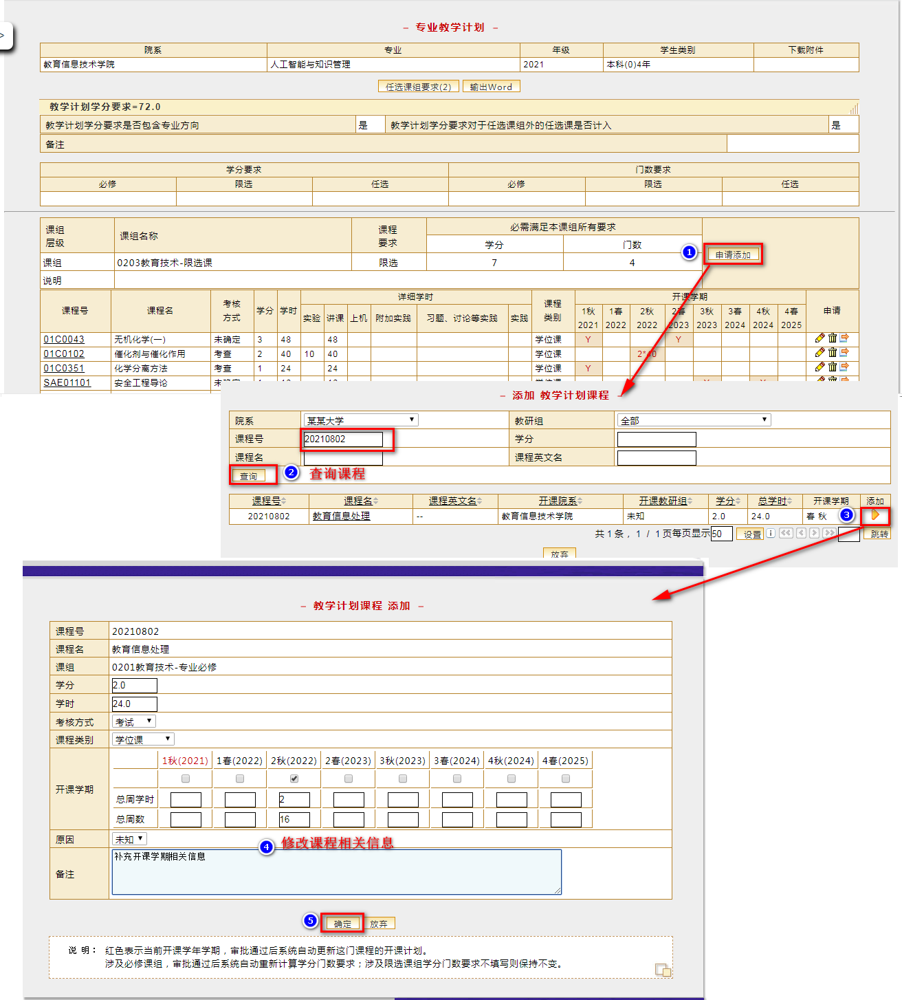 － 专业教学计划 －
>
院系 专业 年级 学生类别 下载附件
教育信息技术学院 人工智能与知识管理 2021 本科(0)4年
任选课组要求(2) 输出Word
教学计划学分要求=72.0
教学计划学分要求是否包含专业方向 是 教学计划学分要求对于任选课组外的任选课是否计入 是
备注
学分要求 门数要求
必修 限选 任选 必修 限选 任选
课组层级 课组名称 课程要求 必需满足本课组所有要求
学分 门数
1 申请添加
课组 0203教育技术-限选课 限选 7 4
说明
课程号 课程名 考核方式 学分 学时 详细学时 课程类别 开课学期 申请
实验 讲课 上机 附加实践 习题、讨论等实践 实践 1秋 1春 2秋 2春 3秋 3春 4秋 4春
2021 2022 2022 2023 2023 2024 2024 2025
01C0043 无机化学(一) 未确定 3 48 48 学位课 Y Y
01C0102 催化剂与催化作用 考查 2 40 10 40 学位课
01C0351 化学分离方法 考查 1 24 24 学位课 Y
SAE01101 安全工程导论
－ 添加 教学计划课程 －
院系 某某大学 教研组 全部
课程号 20210802 学分
课程名 课程英文名
查询 2 查询课程
课程号 课程名 课程英文名 开课院系 开课教研组 学分 总学时 开课学期 添加
20210802 教育信息处理 -- 教育信息技术学院 未知 2.0 24.0 春 秋 3
共 1 条， 1 / 1 页每页显示 50 设置 i << < > >> 跳转
放弃
－ 教学计划课程 添加 －
课程号 20210802
课程名 教育信息处理
课组 0201教育技术-专业必修
学分 2.0
学时 24.0
考核方式 考试
课程类别 学位课
开课学期 1秋(2021) 1春(2022) 2秋(2022) 2春(2023) 3秋(2023) 3春(2024) 4秋(2024) 4春(2025)
总周学时 2
总周数 16
原因 未知
4 修改课程相关信息
备注 补充开课学期相关信息
5 确定 放弃
说 明： 红色表示当前开课学年学期，审批通过后系统自动更新这门课程的开课计划。
涉及必修课组，审批通过后系统自动重新计算学分门数要求；涉及限选课组学分门数要求不填写则保持不变。